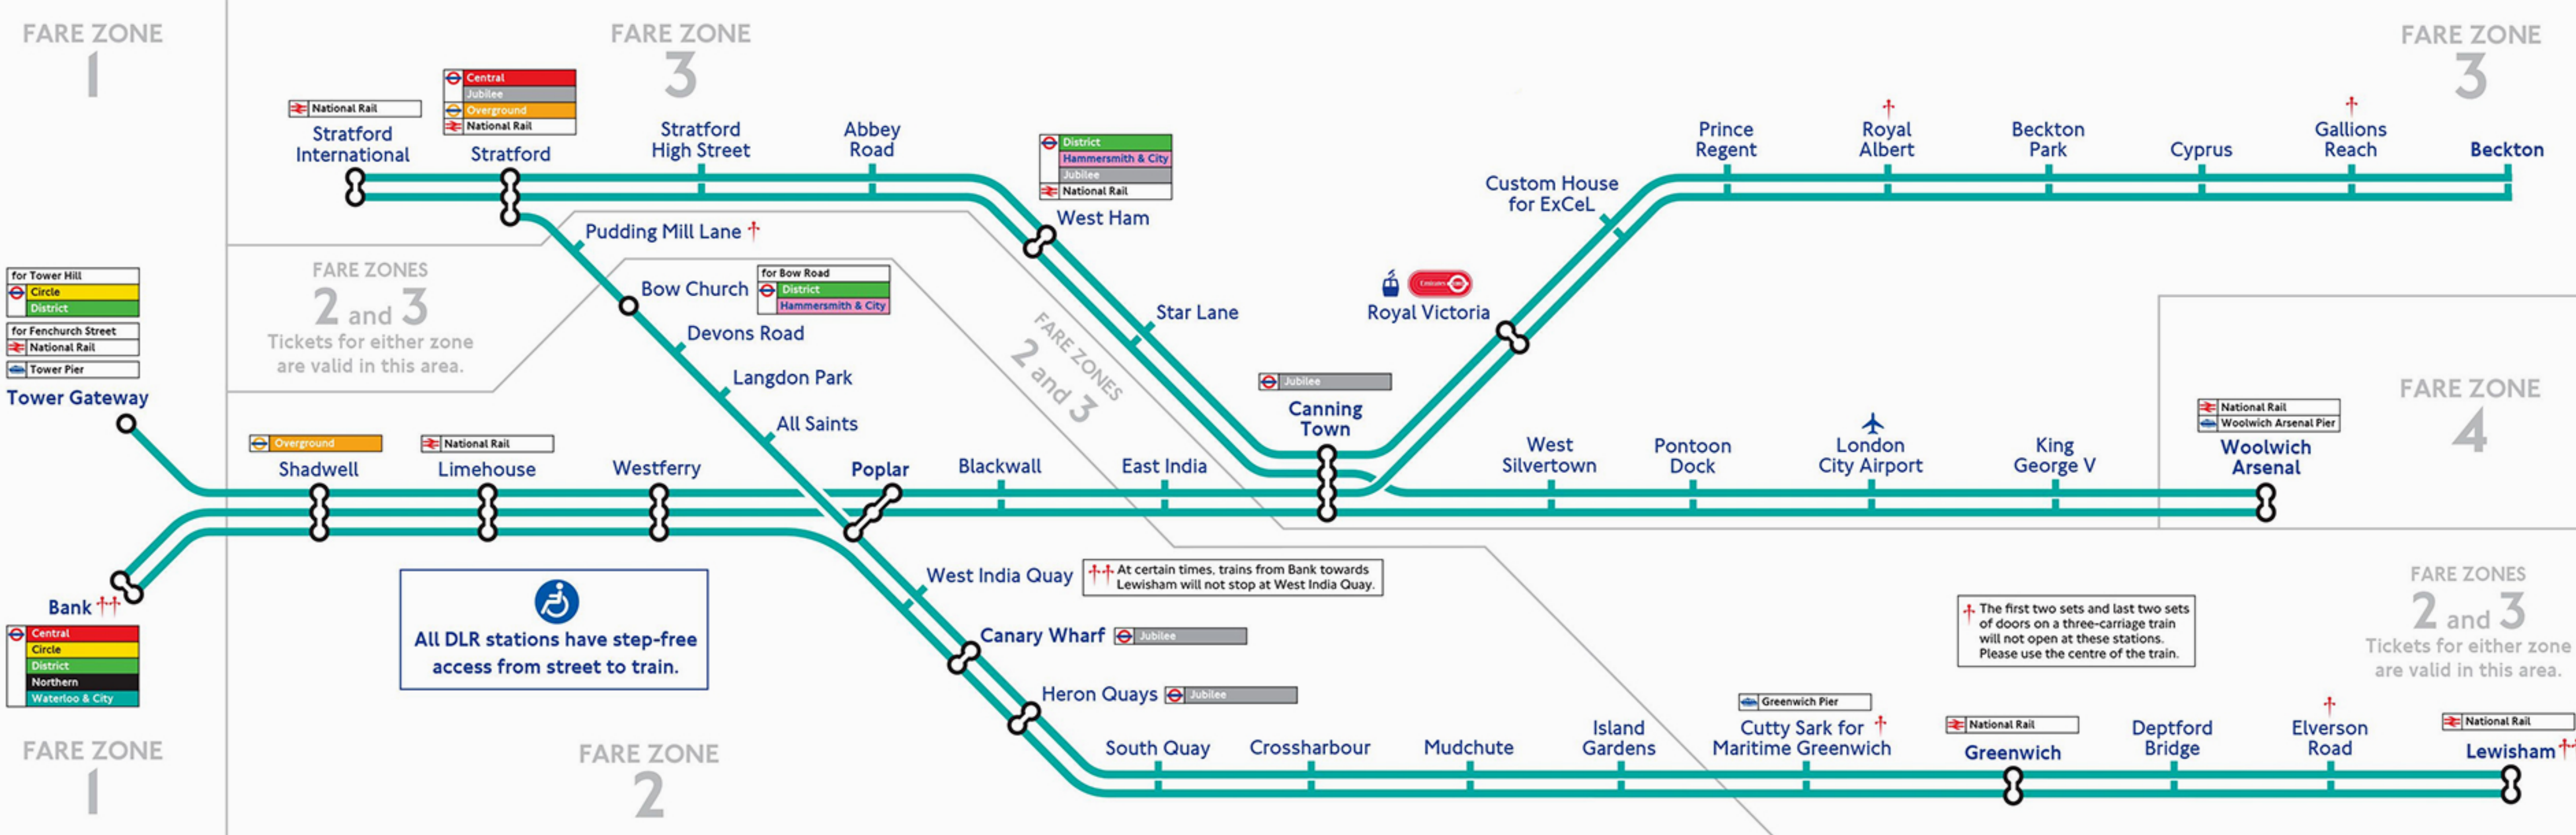 FARE ZONE
1
FARE ZONE
3
FARE ZONE
3
National Rail
Stratford
International
Central
Jubilee
Overground
National Rail
Stratford
Stratford
High Street
Abbey
Road
District
Hammersmith & City
Jubilee
National Rail
West Ham
Custom House
for ExCeL
Prince
Regent
†
Royal
Albert
Beckton
Park
Cyprus
†
Gallions
Reach
Beckton
Pudding Mill Lane †
for Tower Hill
Circle
District
for Fenchurch Street
National Rail
Tower Pier
Tower Gateway
FARE ZONES
2 and 3
Tickets for either zone
are valid in this area.
Bow Church
for Bow Road
District
Hammersmith & City
Devons Road
Langdon Park
All Saints
FARE ZONES
2 and 3
Star Lane
Royal Victoria
Jubilee
Canning
Town
FARE ZONE
4
Overground
Shadwell
National Rail
Limehouse
Westferry
Poplar
Blackwall
East India
West
Silvertown
Pontoon
Dock
London
City Airport
King
George V
National Rail
Woolwich Arsenal Pier
Woolwich
Arsenal
Bank ††
Central
Circle
District
Northern
Waterloo & City
All DLR stations have step-free
access from street to train.
West India Quay
†† At certain times, trains from Bank towards
Lewisham will not stop at West India Quay.
Canary Wharf
Jubilee
Heron Quays
Jubilee
† The first two sets and last two sets
of doors on a three-carriage train
will not open at these stations.
Please use the centre of the train.
FARE ZONES
2 and 3
Tickets for either zone
are valid in this area.
FARE ZONE
1
FARE ZONE
2
South Quay
Crossharbour
Mudchute
Island
Gardens
Greenwich Pier
Cutty Sark for †
Maritime Greenwich
National Rail
Greenwich
Deptford
Bridge
†
Elverson
Road
National Rail
Lewisham ††